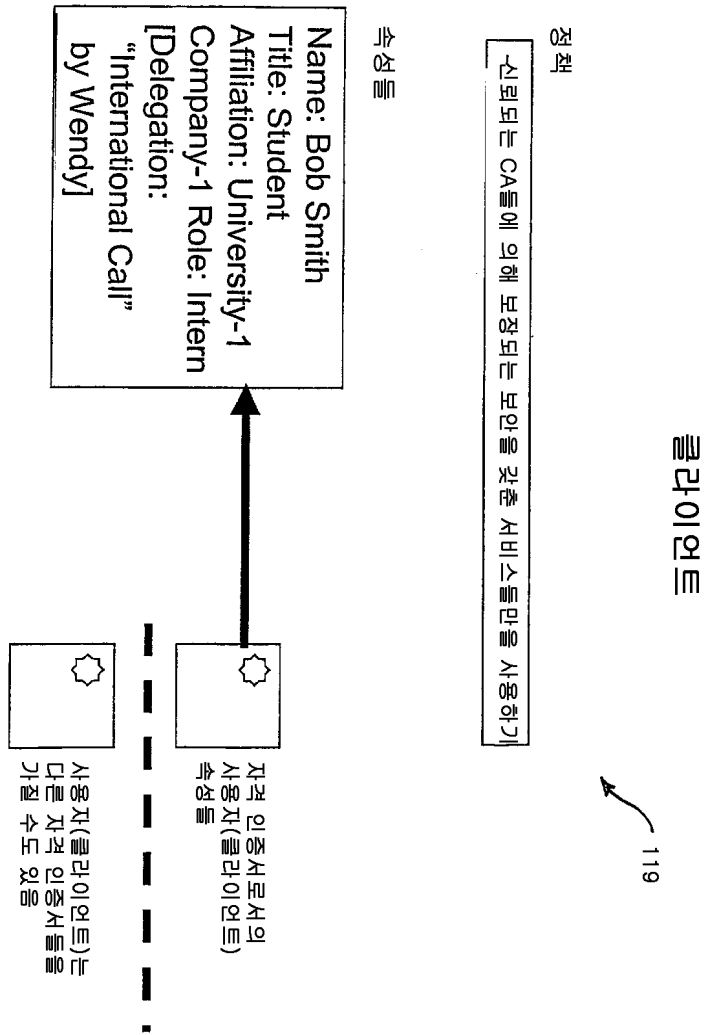 클라이언트
119
정책
-신뢰되는 CA들에 의해 보장되는 보안을 갖춘 서비스들만을 사용하기
속성들
Name: Bob Smith
Title: Student
Affiliation: University-1
Company-1 Role: Intern
[Delegation:
"International Call"
by Wendy]
자격 인증서로서의
사용자(클라이언트)
속성들
사용자(클라이언트)는
다른 자격 인증서들을
가질 수도 있음